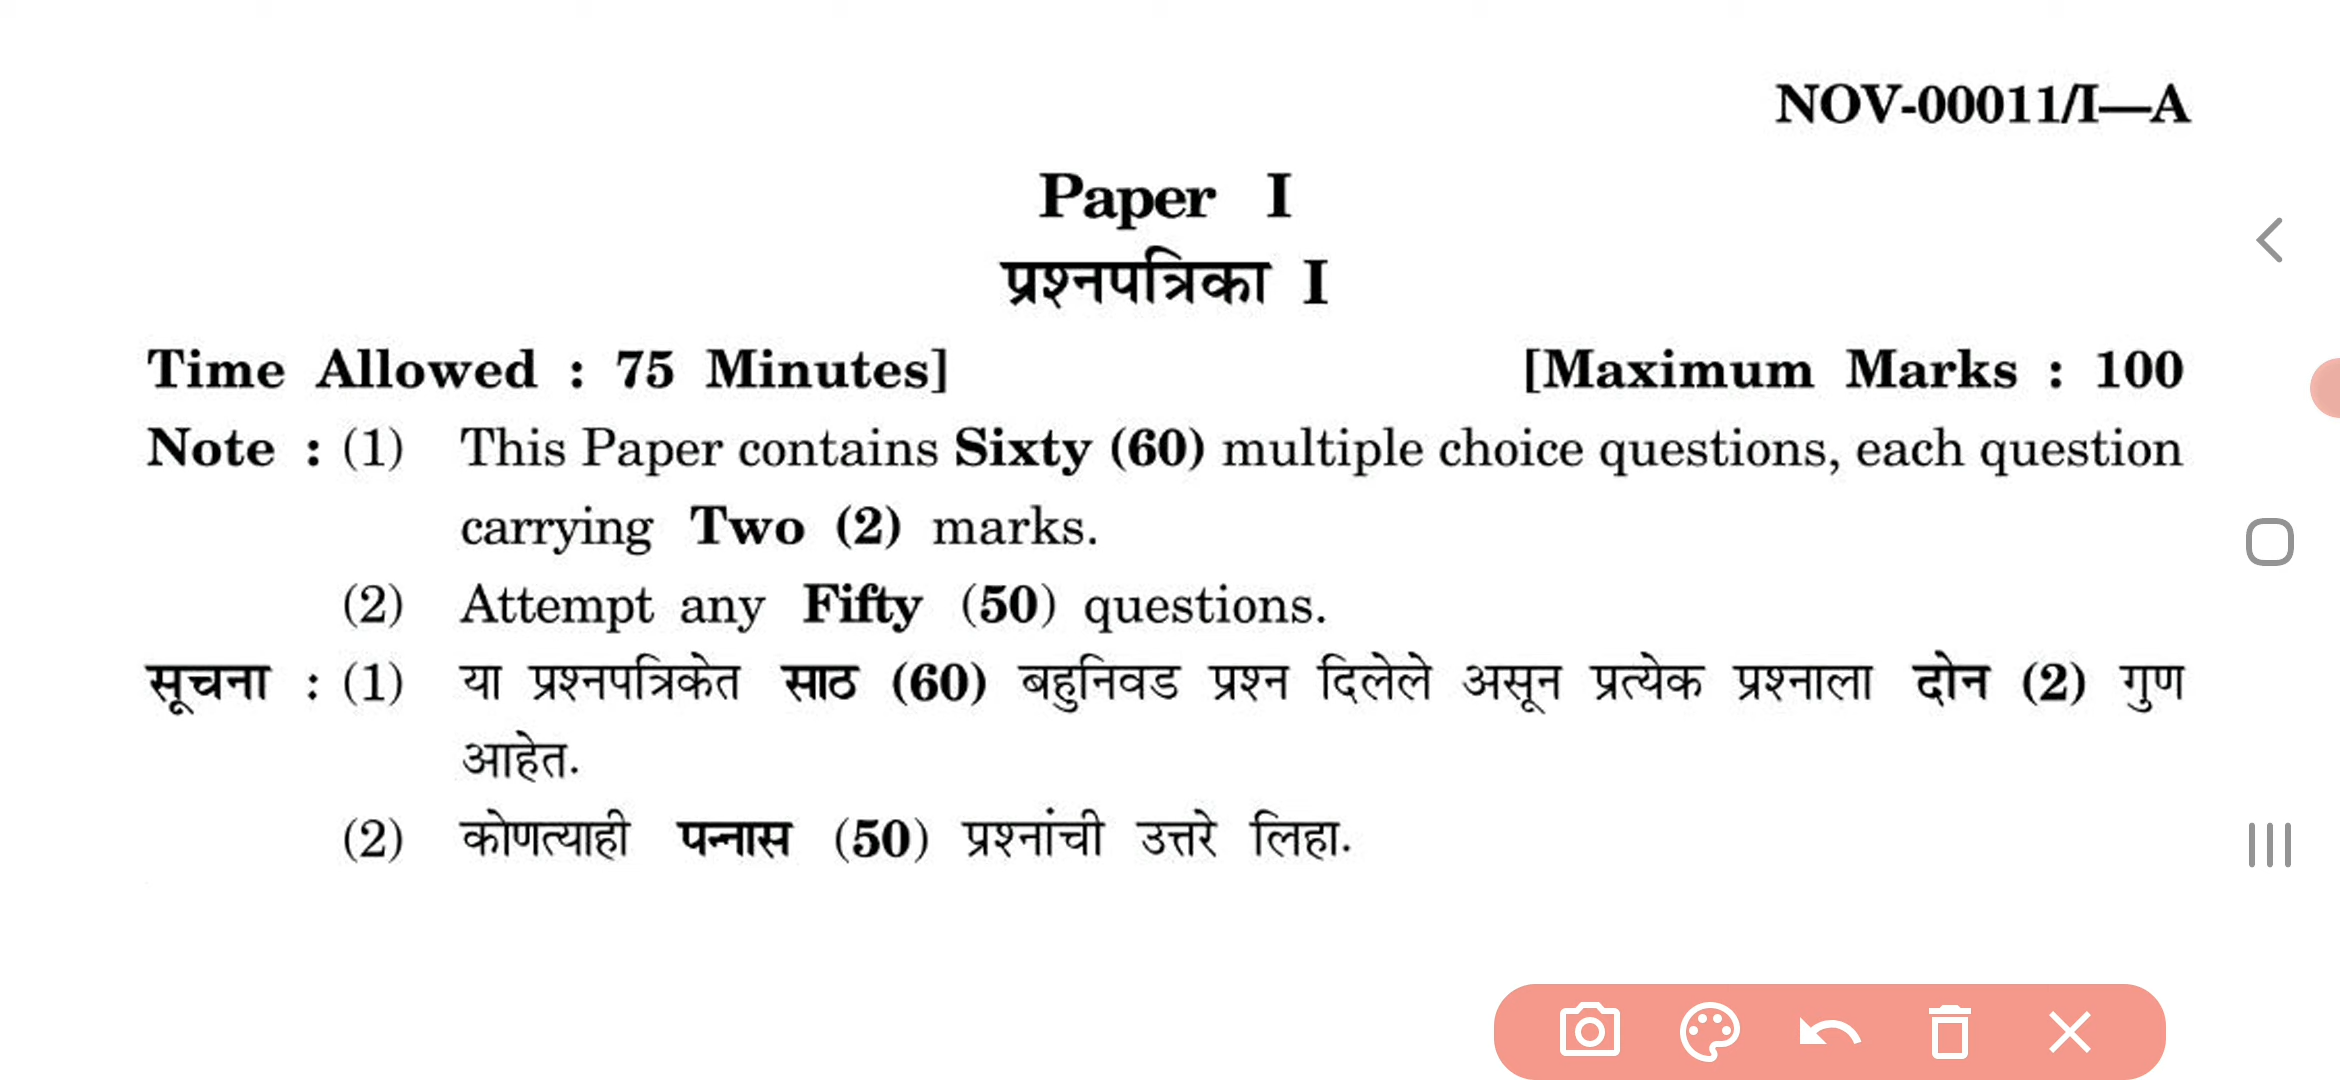 NOV-00011/I—A
Paper I
प्रश्नपत्रिका I
Time Allowed : 75 Minutes] [Maximum Marks : 100
Note : (1) This Paper contains Sixty (60) multiple choice questions, each question
carrying Two (2) marks.
(2) Attempt any Fifty (50) questions.
सूचना : (1) या प्रश्नपत्रिकेत साठ (60) बहुनिवड प्रश्न दिलेले असून प्रत्येक प्रश्नाला दोन (2) गुण
आहेत.
(2) कोणत्याही पन्नास (50) प्रश्नांची उत्तरे लिहा.